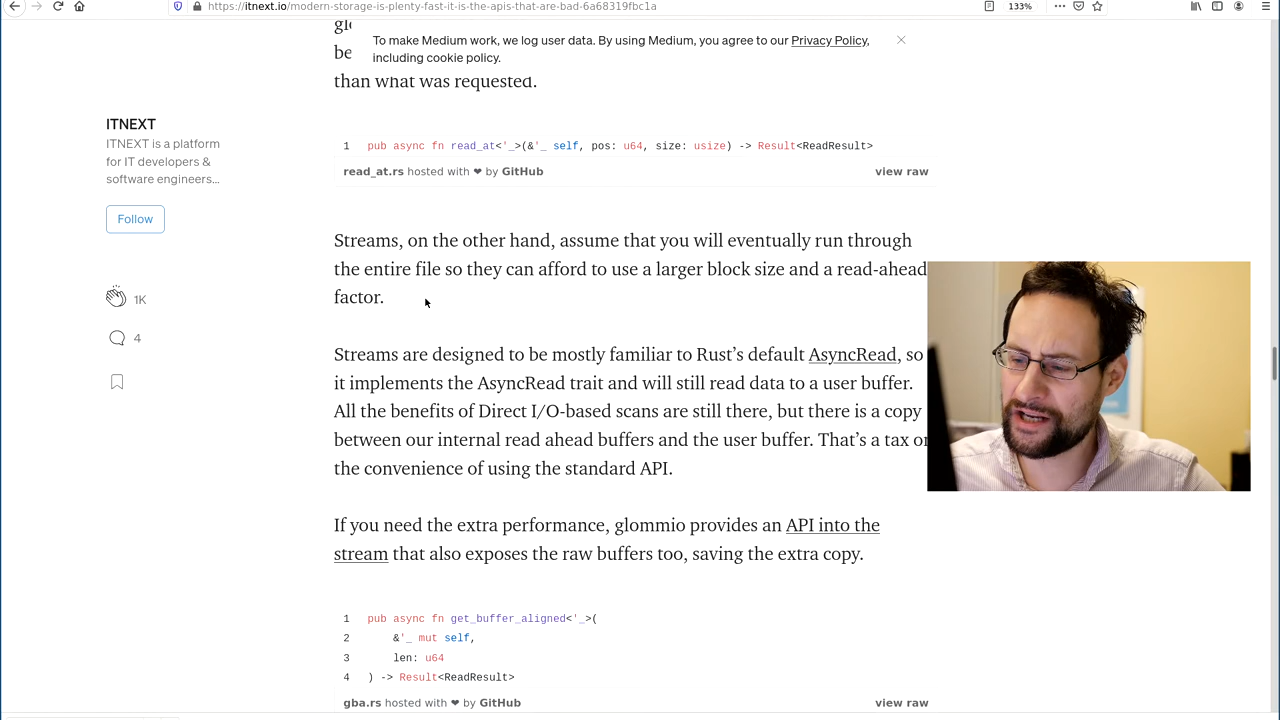 https://itnext.io/modern-storage-is-plenty-fast-it-is-the-apis-that-are-bad-6a68319fbc1a
133%
To make Medium work, we log user data. By using Medium, you agree to our Privacy Policy,
including cookie policy.
be
than what was requested.
ITNEXT
ITNEXT is a platform
for IT developers &
software engineers...
Follow
1K
4
1 pub async fn read_at<'_>(&'_ self, pos: u64, size: usize) -> Result<ReadResult>
read_at.rs hosted with ❤ by GitHub
view raw
Streams, on the other hand, assume that you will eventually run through
the entire file so they can afford to use a larger block size and a read-ahead
factor.
Streams are designed to be mostly familiar to Rust's default AsyncRead, so
it implements the AsyncRead trait and will still read data to a user buffer.
All the benefits of Direct I/O-based scans are still there, but there is a copy
between our internal read ahead buffers and the user buffer. That's a tax on
the convenience of using the standard API.
If you need the extra performance, glommio provides an API into the
stream that also exposes the raw buffers too, saving the extra copy.
1 pub async fn get_buffer_aligned<'_>(
2 &'_ mut self,
3 len: u64
4 ) -> Result<ReadResult>
gba.rs hosted with ❤ by GitHub
view raw